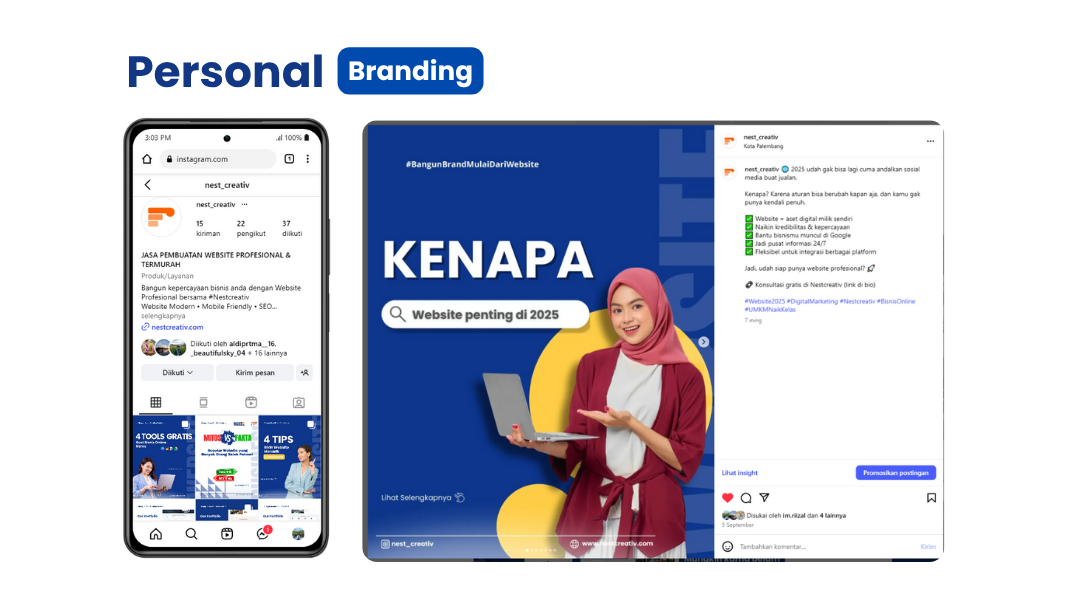 Personal Branding
3:03 PM
100%
instagram.com
1
nest_creativ
nest_creativ ...
15 22 37
kiriman pengikut diikuti
JASA PEMBUATAN WEBSITE PROFESIONAL &
TERMURAH
Produk/Layanan
Bangun kepercayaan bisnis anda dengan Website
Profesional bersama #Nestcreativ
Website Modern • Mobile Friendly • SEO...
selengkapnya
nestcreativ.com
Diikuti oleh aldiprtma__16,
_beautifulsky_04 + 16 lainnya
Diikuti
Kirim pesan
4 TOOLS GRATIS
MITOS VS FAKTA
4 TIPS
1
#BangunBrandMulaiDariWebsite
WEBSITE
KENAPA
Website penting di 2025
Lihat Selengkapnya
nest_creativ
nest_creativ
Kota Palembang
nest_creativ 🌐 2025 udah gak bisa lagi cuma andalkan sosial
media buat jualan.
Kenapa? Karena aturan bisa berubah kapan aja, dan kamu gak
punya kendali penuh.
✅ Website = aset digital milik sendiri
✅ Naikin kredibilitas & kepercayaan
✅ Bantu bisnismu muncul di Google
✅ Jadi pusat informasi 24/7
✅ Fleksibel untuk integrasi berbagai platform
Jadi, udah siap punya website profesional? 🚀
Konsultasi gratis di Nestcreativ (link di bio)
#Website2025 #DigitalMarketing #Nestcreativ #BisnisOnline
#UMKMNaikKelas
7 mng
Lihat insight
Promosikan postingan
Disukai oleh im.riizal dan 4 lainnya
5 September
Tambahkan komentar...
Kirim